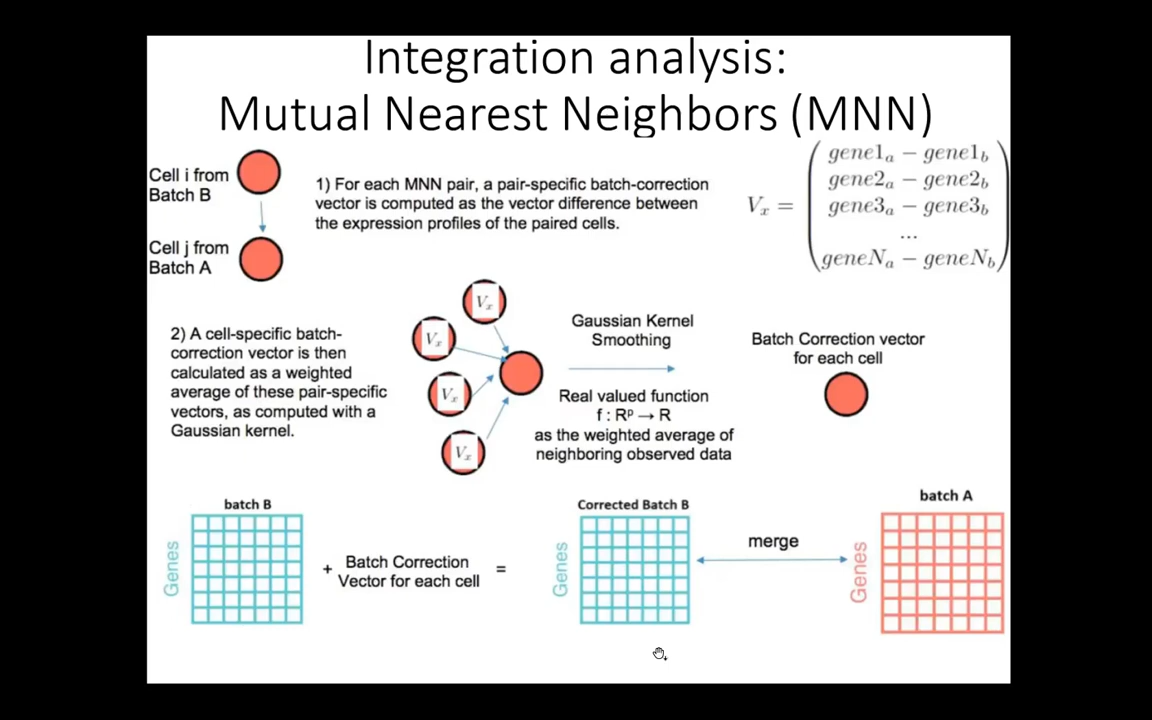 Integration analysis:
Mutual Nearest Neighbors (MNN)
Cell i from
Batch B
Cell j from
Batch A
1) For each MNN pair, a pair-specific batch-correction
vector is computed as the vector difference between
the expression profiles of the paired cells.
Vₓ =
gene1ₐ − gene1_b
gene2ₐ − gene2_b
gene3ₐ − gene3_b
...
geneNₐ − geneN_b
2) A cell-specific batch-
correction vector is then
calculated as a weighted
average of these pair-specific
vectors, as computed with a
Gaussian kernel.
Vₓ
Vₓ
Vₓ
Vₓ
Gaussian Kernel
Smoothing
Real valued function
f : Rᵖ → R
as the weighted average of
neighboring observed data
Batch Correction vector
for each cell
batch B
Genes
+ Batch Correction
Vector for each cell
=
Corrected Batch B
Genes
merge
batch A
Genes